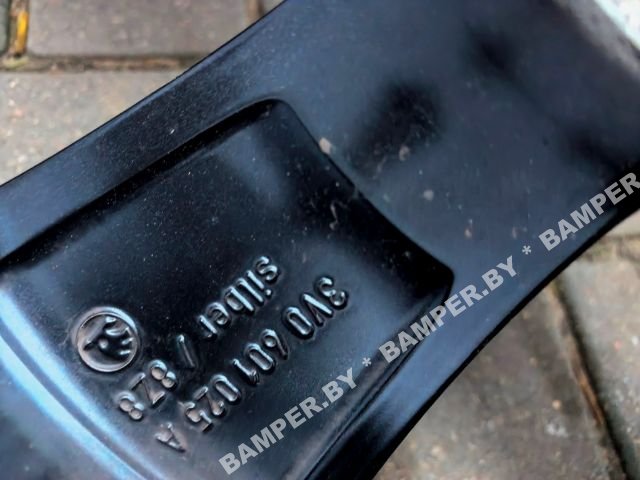 3V0 601 025 A
silber / 8Z8
BAMPER.BY * BAMPER.BY * BAMPER